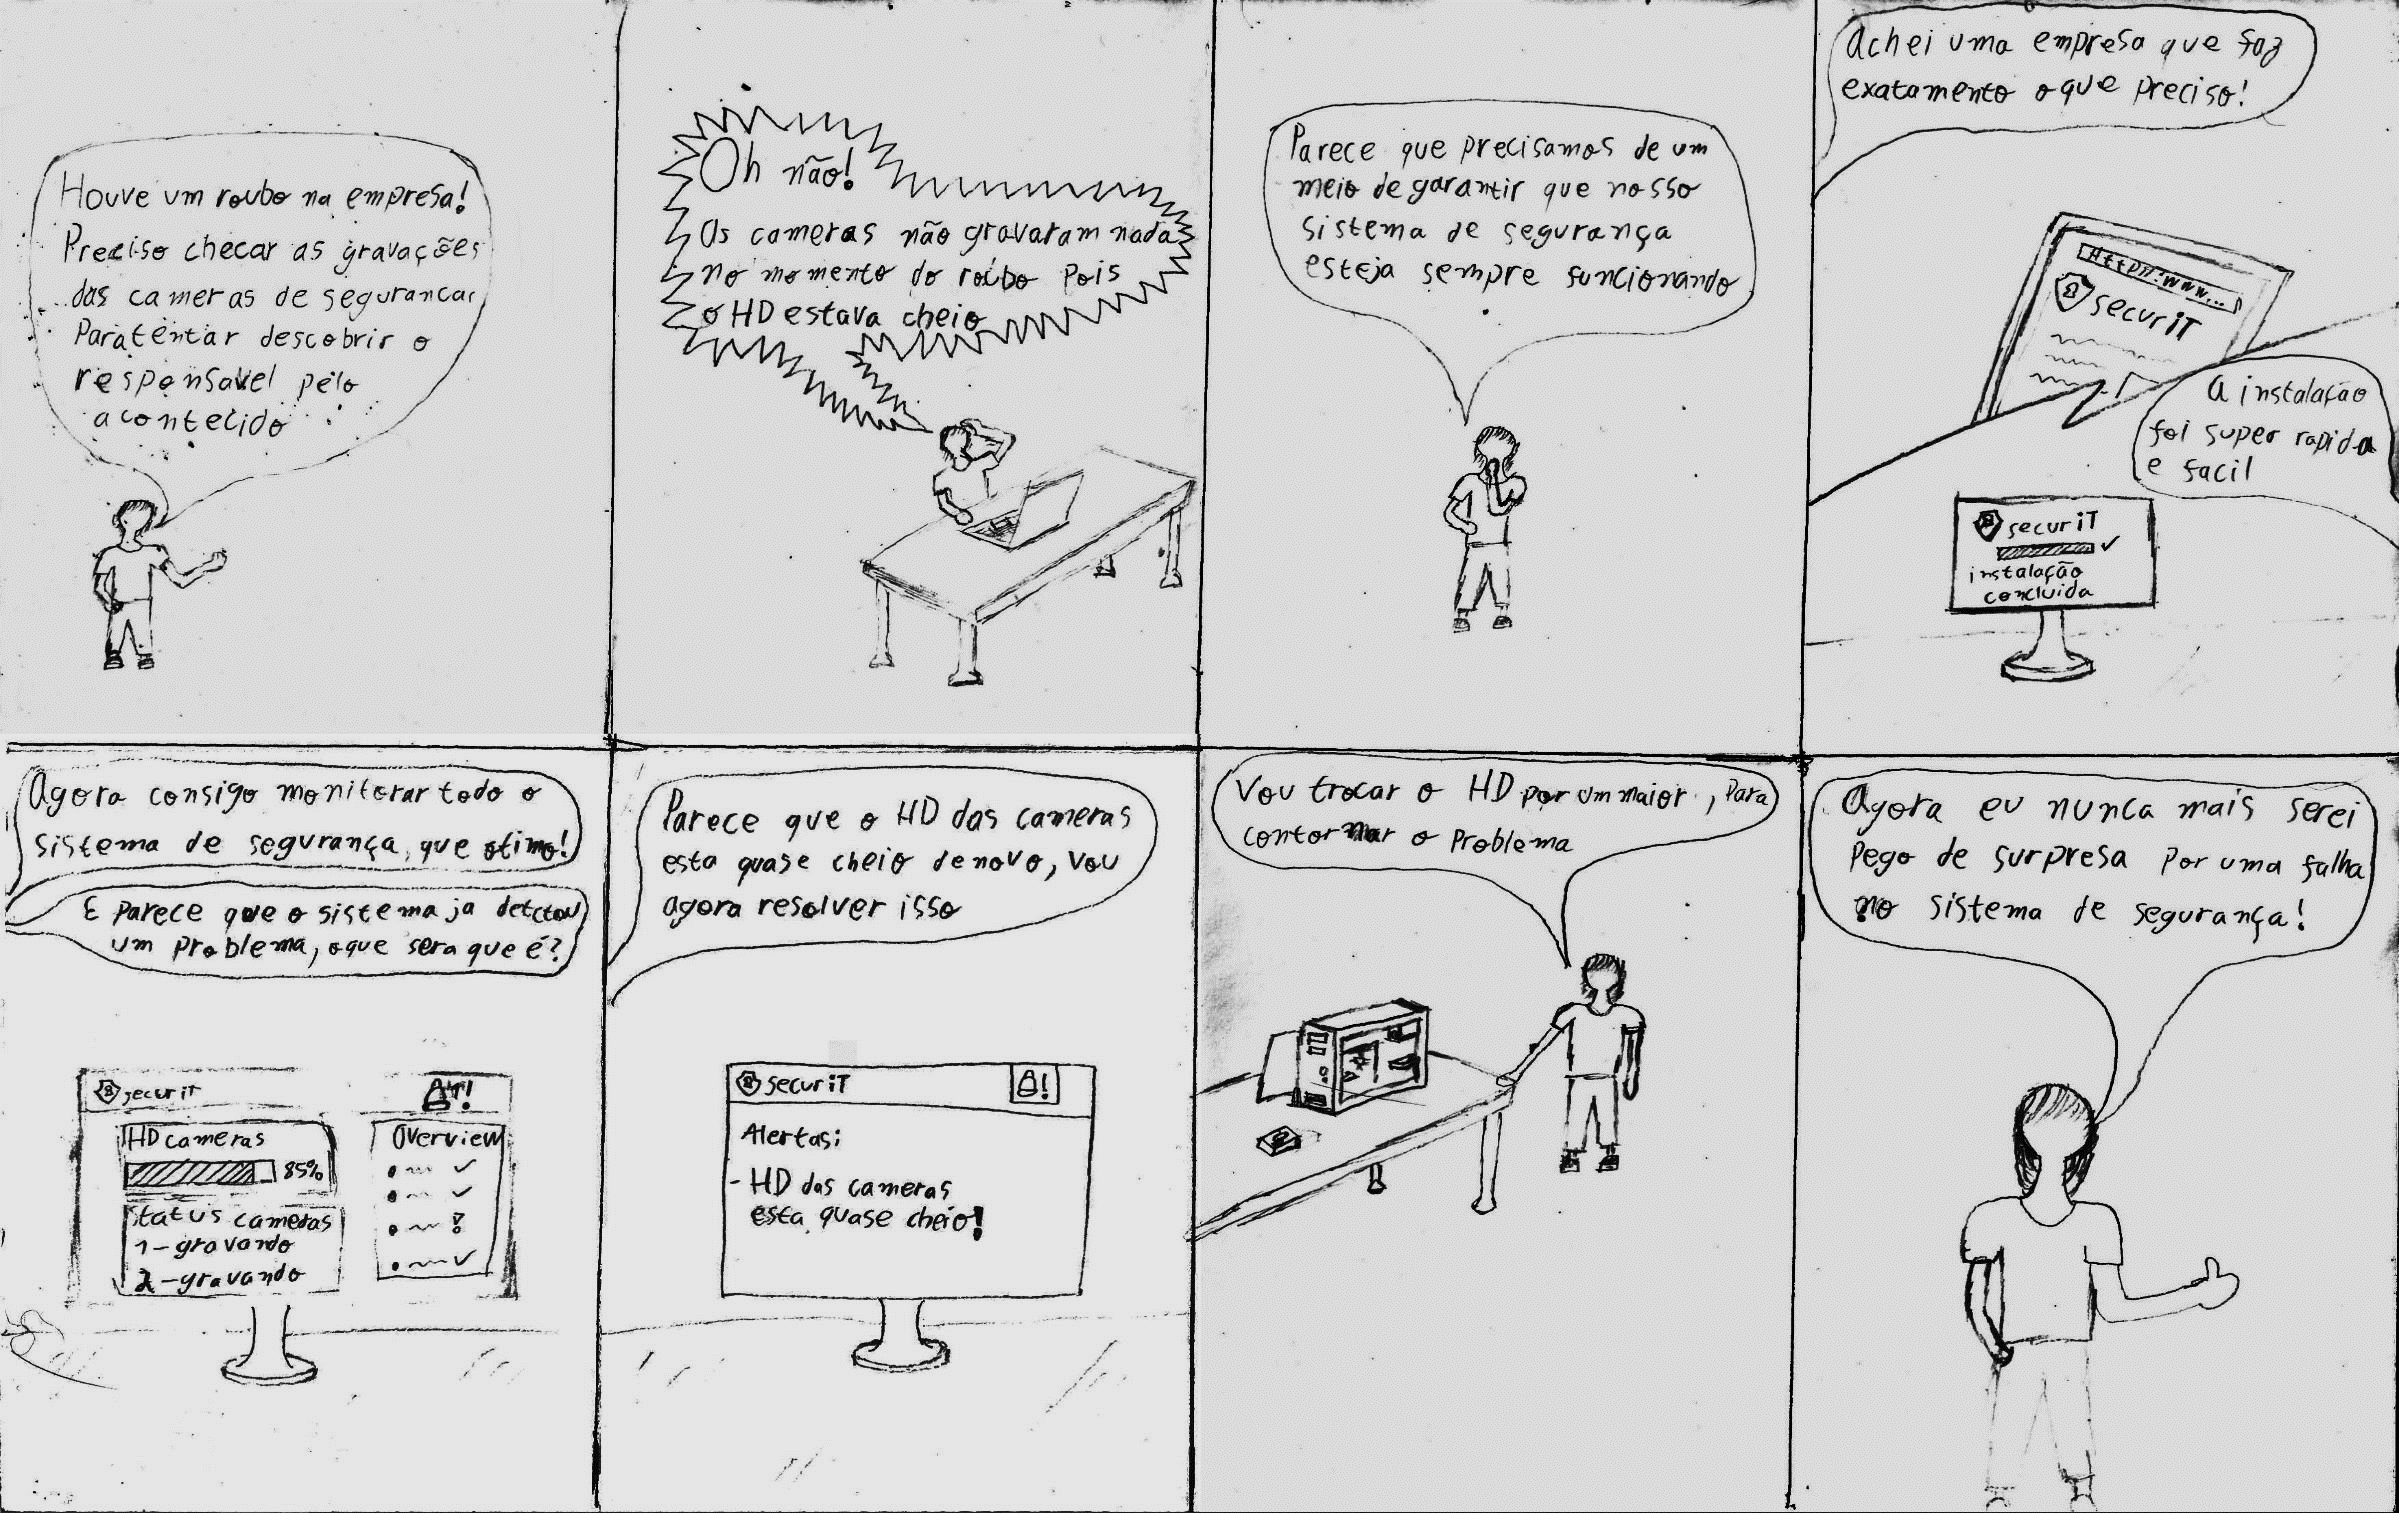 Houve um roubo na empresa!
Preciso checar as gravações
das cameras de segurancar
Para tentar descobrir o
responsavel pelo
acontecido
Oh não!
As cameras não gravaram nada
no momento do roubo pois
o HD estava cheio
Parece que precisamos de um
meio de garantir que nosso
sistema de segurança
esteja sempre funcionando
Achei uma empresa que faz
exatamento o que preciso!
Http://www...
securiT
A instalação
foi super rapida
e facil
securiT
instalação
concluida
Agora consigo moniterar todo o
sistema de segurança, que otimo!
E parece que o sistema ja detctou
um problema, o que sera que é?
securiT
!
HD cameras
85%
Status cameras
1-gravando
2-gravando
Overview
Parece que o HD das cameras
esta quase cheio denovo, vou
agora resolver isso
securiT
!
Alertas:
- HD das cameras
esta quase cheio!
Vou trocar o HD por um maior, para
contornar o problema
Agora eu nunca mais serei
pego de surpresa por uma falha
no sistema de segurança!